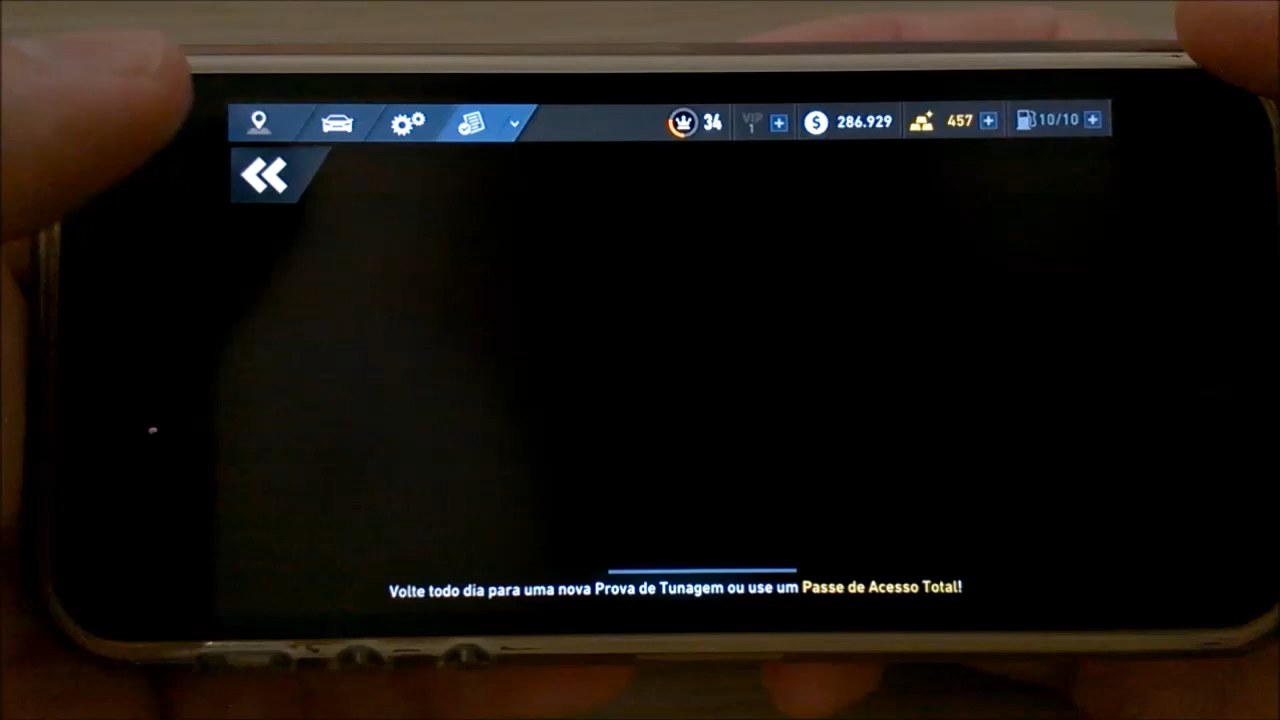 34 VIP 1 $ 286.929 457 10/10
Volte todo dia para uma nova Prova de Tunagem ou use um Passe de Acesso Total!